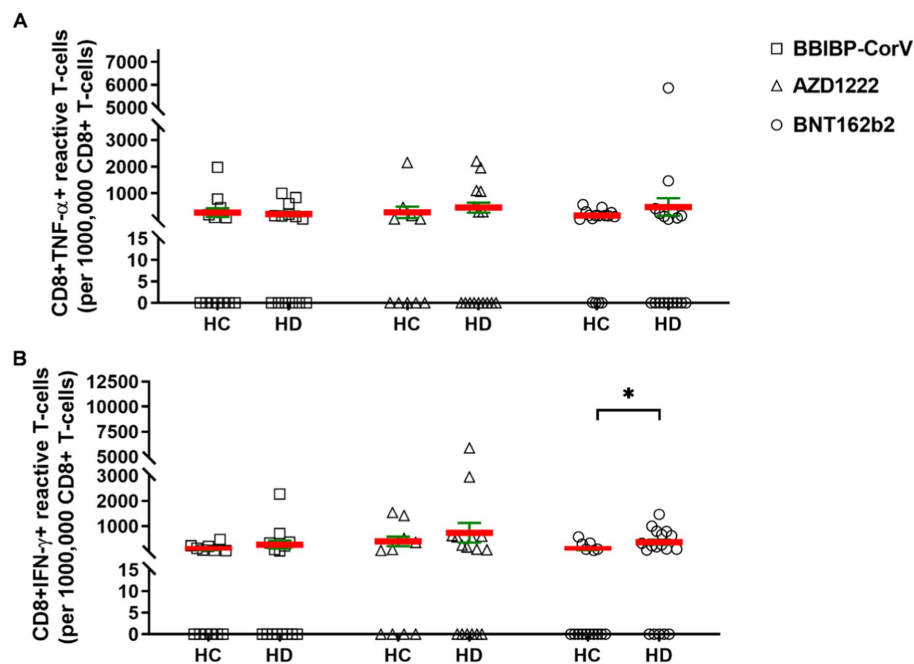 A
CD8+TNF-α+ reactive T-cells
(per 1000,000 CD8+ T-cells)
7000
6000
5000
3000
1000
15
10
5
0
HC HD HC HD HC HD
BBIBP-CorV
AZD1222
BNT162b2
B
CD8+IFN-γ+ reactive T-cells
(per 1000,000 CD8+ T-cells)
12500
10000
7500
5000
3000
2000
1000
15
10
5
0
*
HC HD HC HD HC HD